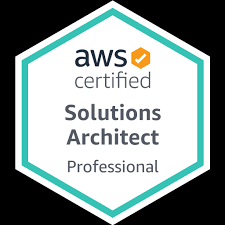 aws
certified
Solutions
Architect
Professional